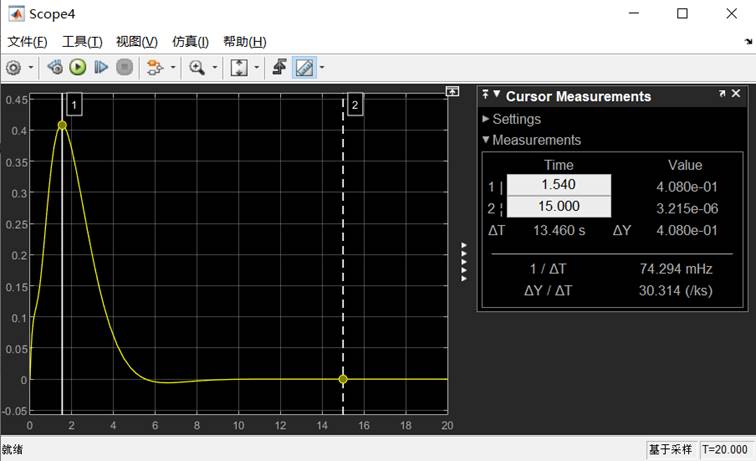 Scope4
文件(F) 工具(T) 视图(V) 仿真(I) 帮助(H)
Cursor Measurements
Settings
Measurements
Time Value
1 | 1.540 4.080e-01
2 ¦ 15.000 3.215e-06
ΔT 13.460 s ΔY 4.080e-01
1 / ΔT 74.294 mHz
ΔY / ΔT 30.314 (/ks)
1 2
0.45
0.4
0.35
0.3
0.25
0.2
0.15
0.1
0.05
0
-0.05
0 2 4 6 8 10 12 14 16 18 20
就绪 基于采样 T=20.000